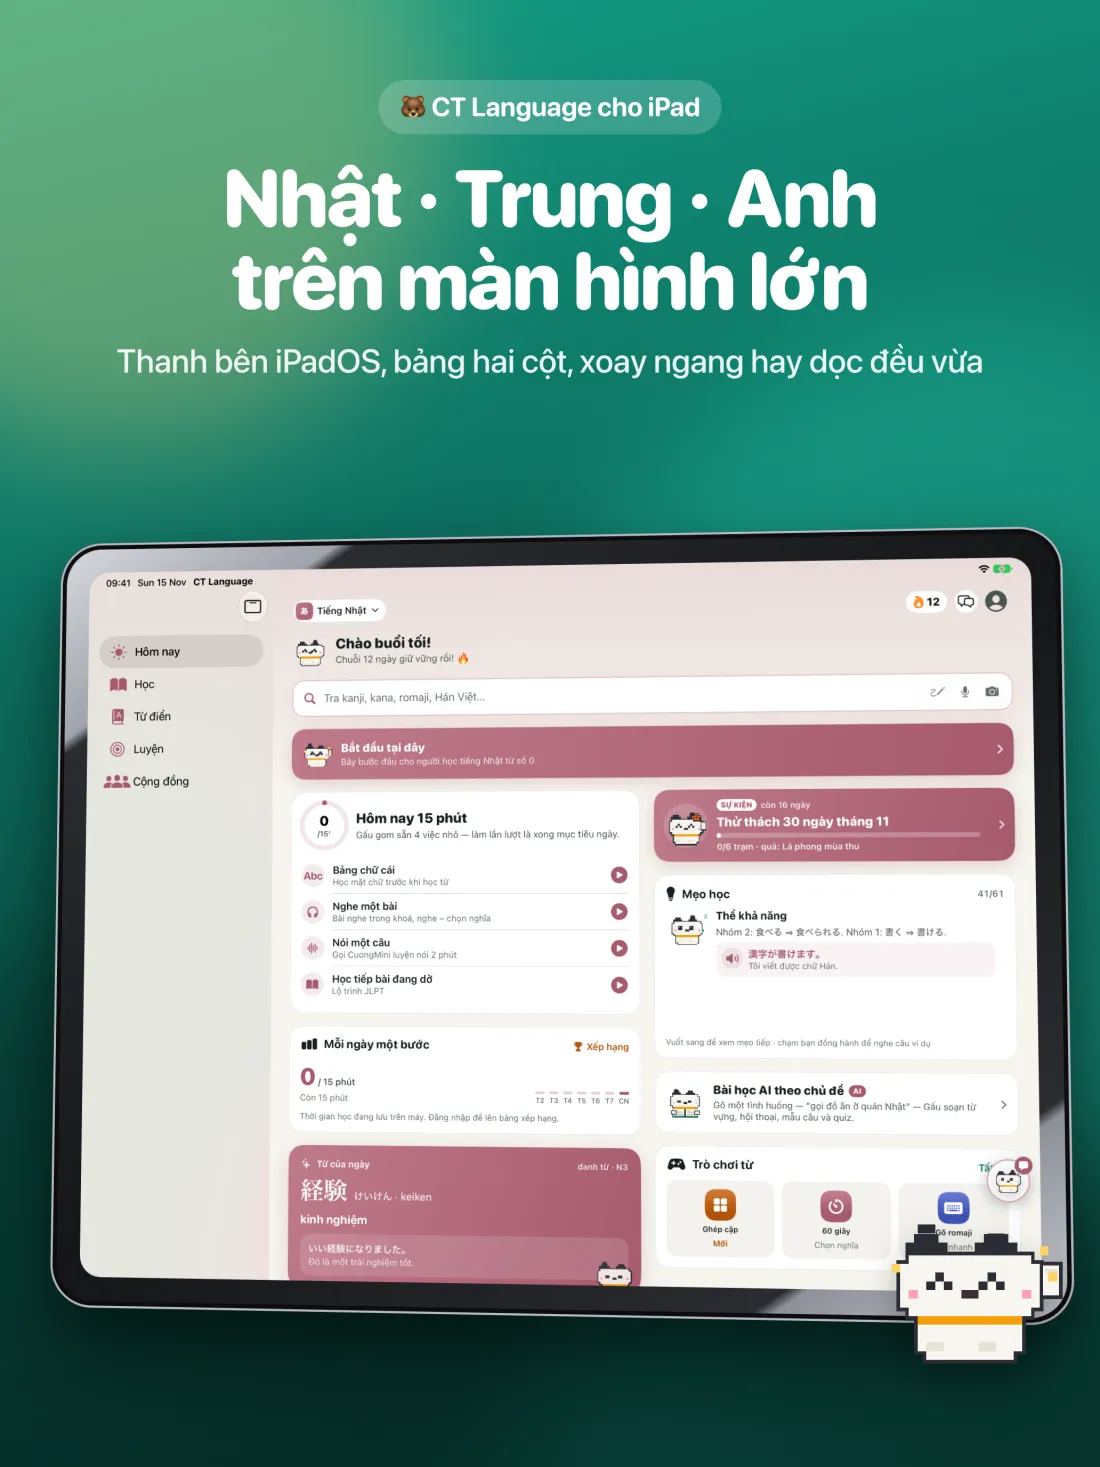 🐻 CT Language cho iPad
Nhật · Trung · Anh
trên màn hình lớn
Thanh bên iPadOS, bảng hai cột, xoay ngang hay dọc đều vừa
09:41 Sun 15 Nov CT Language
Hôm nay
Học
Từ điển
Luyện
Cộng đồng
あ Tiếng Nhật
🔥 12
Chào buổi tối!
Chuỗi 12 ngày giữ vững rồi! 🔥
Tra kanji, kana, romaji, Hán Việt...
Bắt đầu tại đây
Bảy bước đầu cho người học tiếng Nhật từ số 0
0
/15'
Hôm nay 15 phút
Gấu gom sẵn 4 việc nhỏ — làm lần lượt là xong mục tiêu ngày.
Abc
Bảng chữ cái
Học mặt chữ trước khi học từ
Nghe một bài
Bài nghe trong khoá, nghe – chọn nghĩa
Nói một câu
Gọi CuongMini luyện nói 2 phút
Học tiếp bài đang dở
Lộ trình JLPT
SỰ KIỆN còn 16 ngày
Thử thách 30 ngày tháng 11
0/6 trạm · quà: Lá phong mùa thu
Mẹo học
41/61
Thể khả năng
Nhóm 2: 食べる ⇒ 食べられる. Nhóm 1: 書く ⇒ 書ける.
漢字が書けます。
Tôi viết được chữ Hán.
Vuốt sang để xem mẹo tiếp · chạm bạn đồng hành để nghe câu ví dụ
Mỗi ngày một bước
Xếp hạng
0 / 15 phút
Còn 15 phút
T2 T3 T4 T5 T6 T7 CN
Thời gian học đang lưu trên máy. Đăng nhập để lên bảng xếp hạng.
Bài học AI theo chủ đề AI
Gõ một tình huống — "gọi đồ ăn ở quán Nhật" — Gấu soạn từ
vựng, hội thoại, mẫu câu và quiz.
Từ của ngày
danh từ · N3
経験 けいけん · keiken
kinh nghiệm
いい経験になりました。
Đó là một trải nghiệm tốt.
Trò chơi từ
Ghép cặp
Mới
60 giây
Chọn nghĩa
Gõ romaji
nhanh